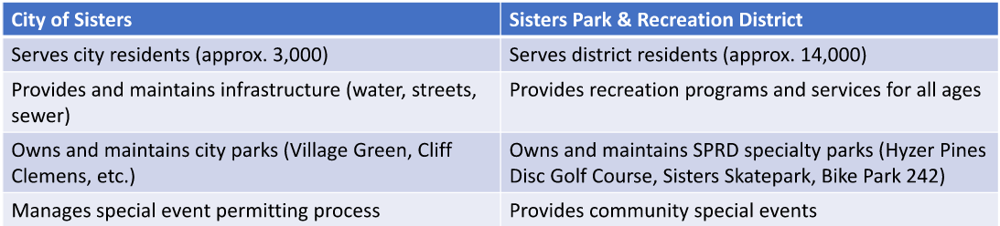 City of Sisters
Sisters Park & Recreation District
Serves city residents (approx. 3,000)
Serves district residents (approx. 14,000)
Provides and maintains infrastructure (water, streets,
sewer)
Provides recreation programs and services for all ages
Owns and maintains city parks (Village Green, Cliff
Clemens, etc.)
Owns and maintains SPRD specialty parks (Hyzer Pines
Disc Golf Course, Sisters Skatepark, Bike Park 242)
Manages special event permitting process
Provides community special events